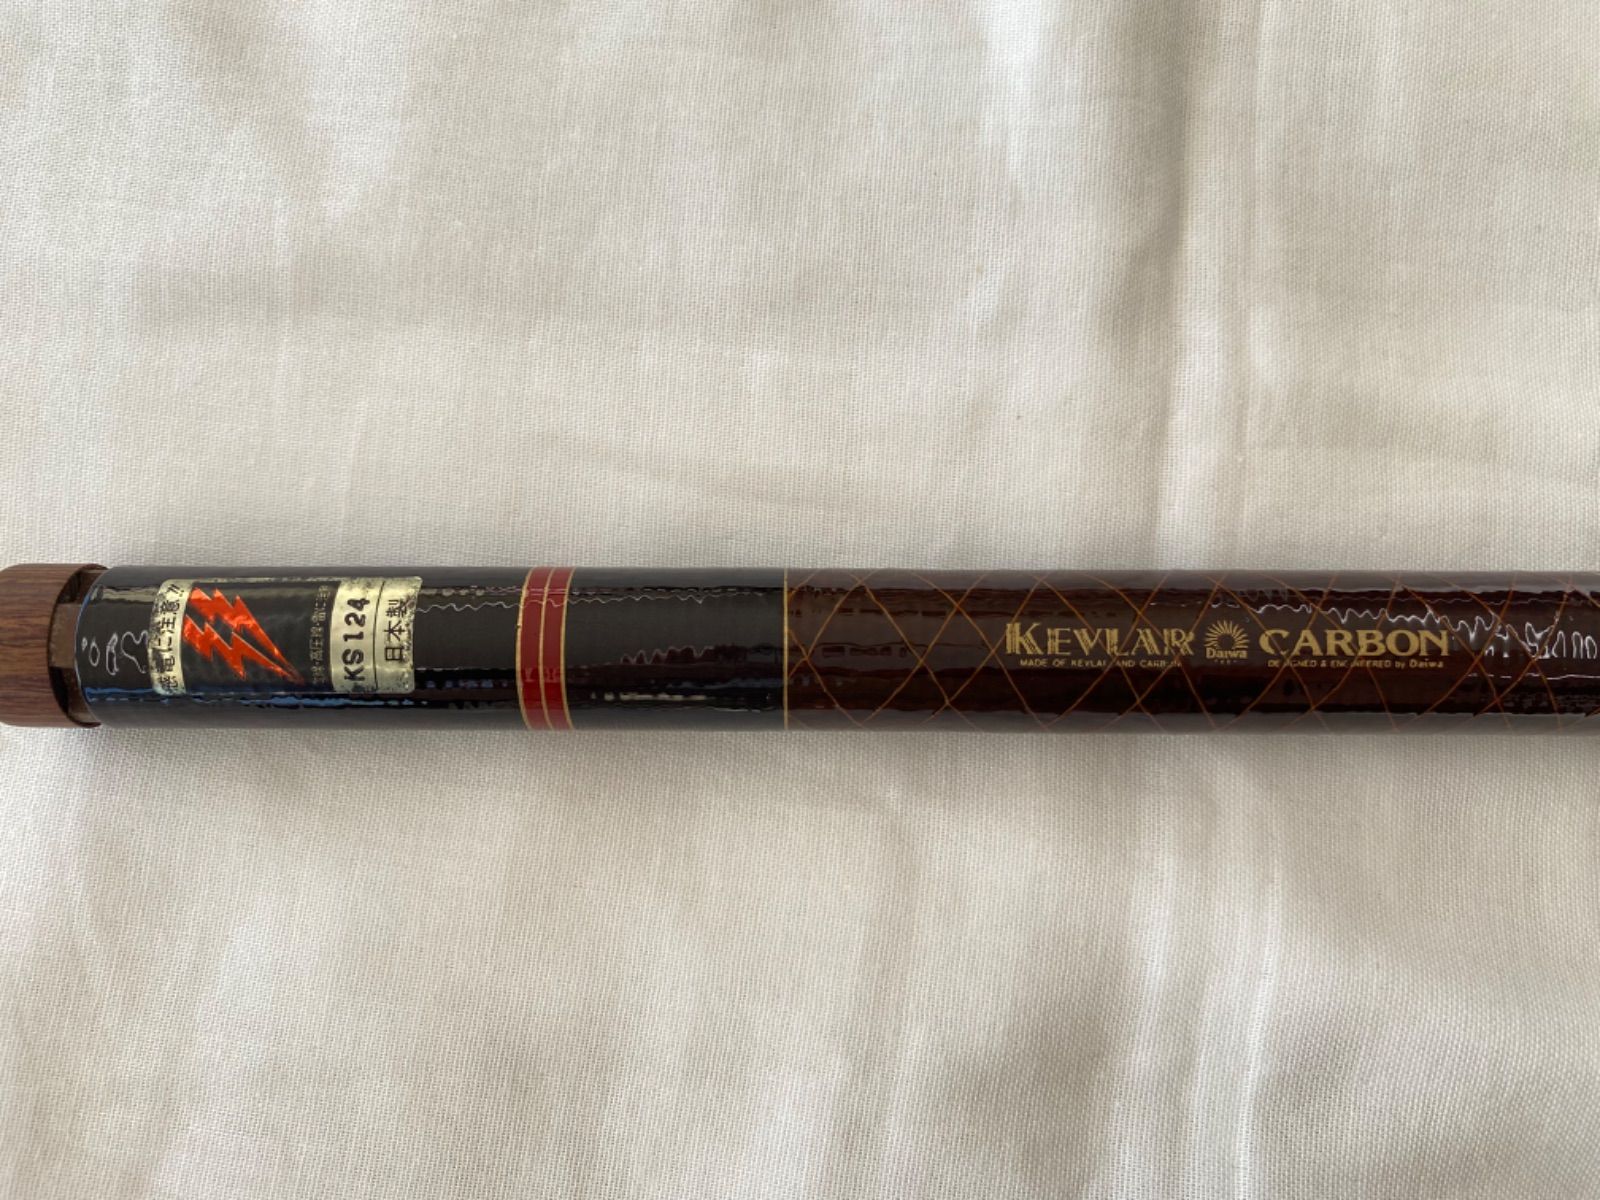 感電に注意!!
KS124
日本製
KEVLAR Daiwa CARBON
MADE OF KEVLAR AND CARBON
DESIGNED & ENGINEERED by Daiwa